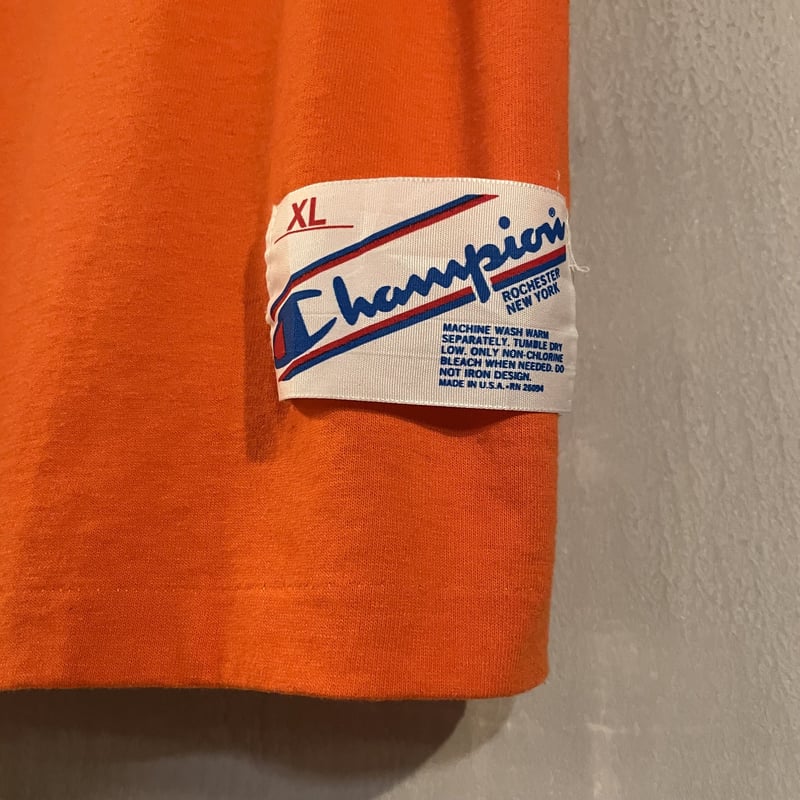 XL
Champion®
ROCHESTER
NEW YORK
MACHINE WASH WARM
SEPARATELY. TUMBLE DRY
LOW. ONLY NON-CHLORINE
BLEACH WHEN NEEDED. DO
NOT IRON DESIGN.
MADE IN U.S.A. • RN 26094